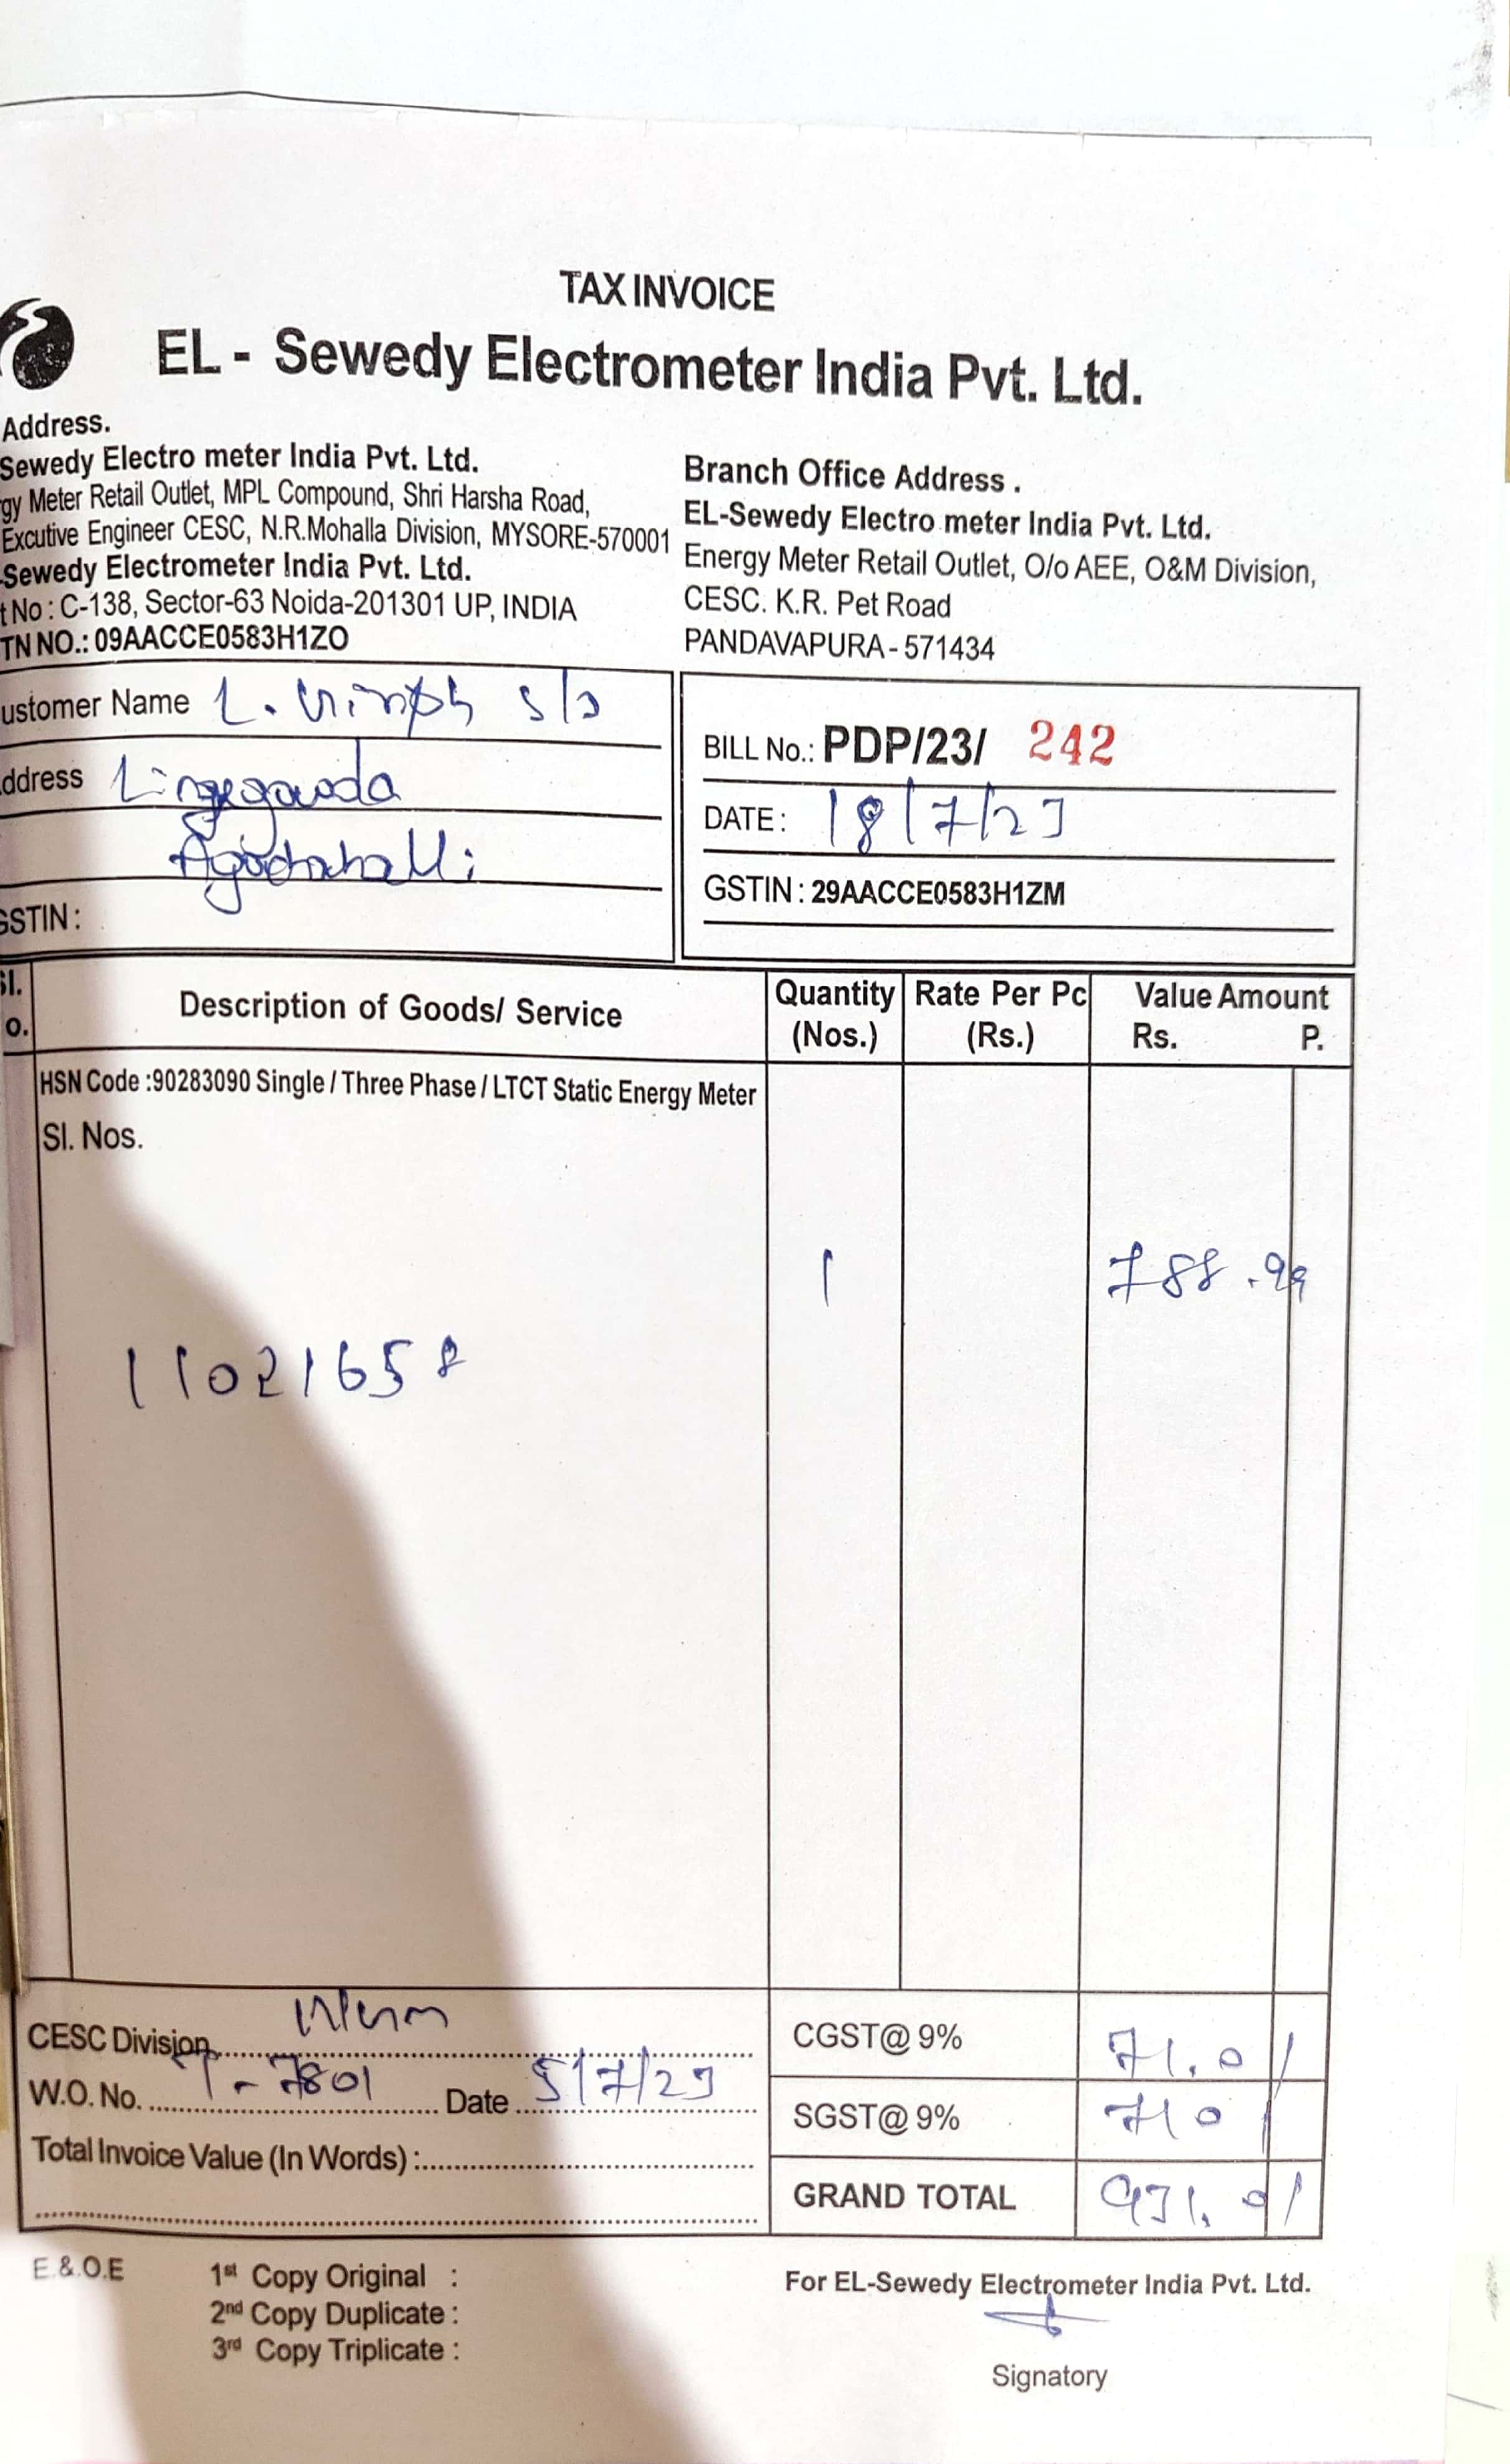 TAX INVOICE
EL - Sewedy Electrometer India Pvt. Ltd.
Address.
Sewedy Electro meter India Pvt. Ltd.
gy Meter Retail Outlet, MPL Compound, Shri Harsha Road,
Excutive Engineer CESC, N.R.Mohalla Division, MYSORE-570001
Sewedy Electrometer India Pvt. Ltd.
t No : C-138, Sector-63 Noida-201301 UP, INDIA
TN NO.: 09AACCE0583H1ZO
Branch Office Address .
EL-Sewedy Electro meter India Pvt. Ltd.
Energy Meter Retail Outlet, O/o AEE, O&M Division,
CESC. K.R. Pet Road
PANDAVAPURA - 571434
ustomer Name L. s/o
ddress Lingegowda
GSTIN :
BILL No.: PDP/23/ 242
DATE : 18/7/23
GSTIN : 29AACCE0583H1ZM
Sl.
o.
Description of Goods/ Service
Quantity
(Nos.)
Rate Per Pc
(Rs.)
Value Amount
Rs. P.
HSN Code :90283090 Single / Three Phase / LTCT Static Energy Meter
Sl. Nos.
1 788.99
11021658
CESC Division
W.O. No. T-7801 Date 5/7/23
Total Invoice Value (In Words) :
CGST@ 9% 71.01
SGST@ 9% 7101
GRAND TOTAL 931.01
E.&.O.E
1st Copy Original :
2nd Copy Duplicate :
3rd Copy Triplicate :
For EL-Sewedy Electrometer India Pvt. Ltd.
Signatory